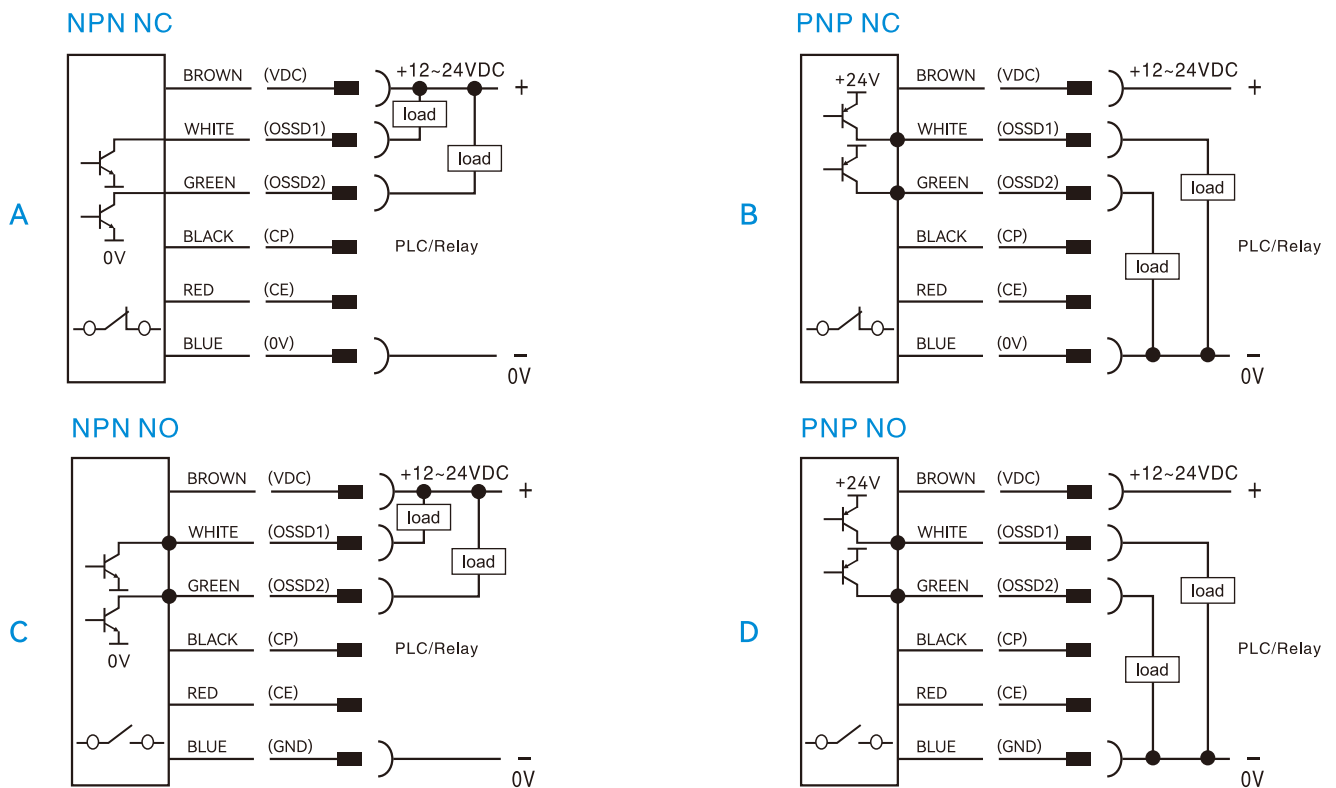 NPN NC
BROWN (VDC) +12~24VDC +
load
WHITE (OSSD1)
load
GREEN (OSSD2)
A
BLACK (CP) PLC/Relay
0V
RED (CE)
BLUE (0V) −
0V
PNP NC
+24V BROWN (VDC) +12~24VDC
+
WHITE (OSSD1)
GREEN (OSSD2) load
B
BLACK (CP) PLC/Relay
load
RED (CE)
BLUE (0V) −
0V
NPN NO
BROWN (VDC) +12~24VDC +
load
WHITE (OSSD1)
load
GREEN (OSSD2)
C
BLACK (CP) PLC/Relay
0V
RED (CE)
BLUE (GND) −
0V
PNP NO
+24V BROWN (VDC) +12~24VDC
+
WHITE (OSSD1)
GREEN (OSSD2) load
D
BLACK (CP) PLC/Relay
load
RED (CE)
BLUE (GND) −
0V